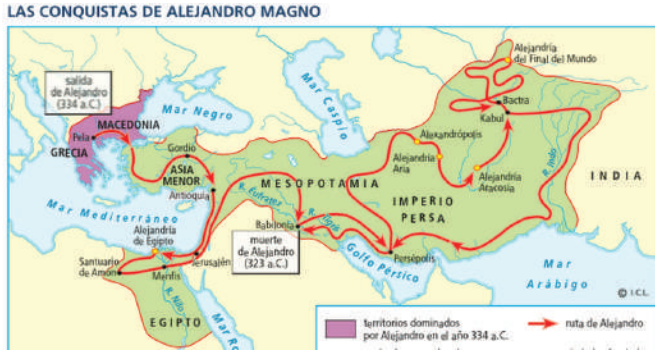 LAS CONQUISTAS DE ALEJANDRO MAGNO
salida
de Alejandro
(334 a.C.)
Alejandría
del Final del Mundo
Mar Negro
Mar Caspio
MACEDONIA
Pela
GRECIA
Gordio
ASIA
MENOR
Antioquía
Bactra
Kabul
Alexandrópolis
Alejandría
Aria
Alejandría
Aracosia
MESOPOTAMIA
R. Éufrates
R. Tigris
IMPERIO
PERSA
R. Indo
INDIA
Mar Mediterráneo
Alejandría
de Egipto
Babilonia
muerte
de Alejandro
(323 a.C.)
Santuario
de Amón
Menfis
Jerusalén
Persépolis
Golfo Pérsico
Mar
Arábigo
R. Nilo
EGIPTO
Mar Ro
© I.C.L.
territorios dominados
por Alejandro en el año 334 a.C.
ruta de Alejandro